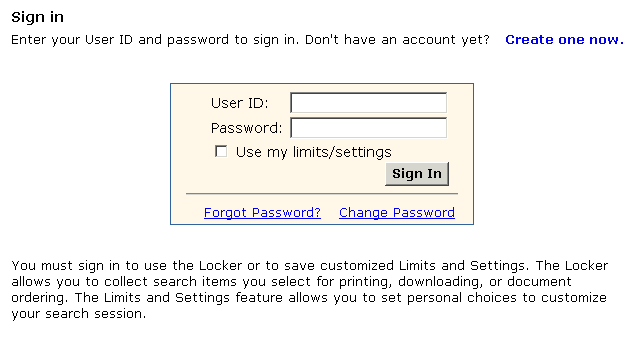 Sign in
Enter your User ID and password to sign in. Don't have an account yet? Create one now.
User ID:
Password:
Use my limits/settings
Sign In
Forgot Password? Change Password
You must sign in to use the Locker or to save customized Limits and Settings. The Locker
allows you to collect search items you select for printing, downloading, or document
ordering. The Limits and Settings feature allows you to set personal choices to customize
your search session.